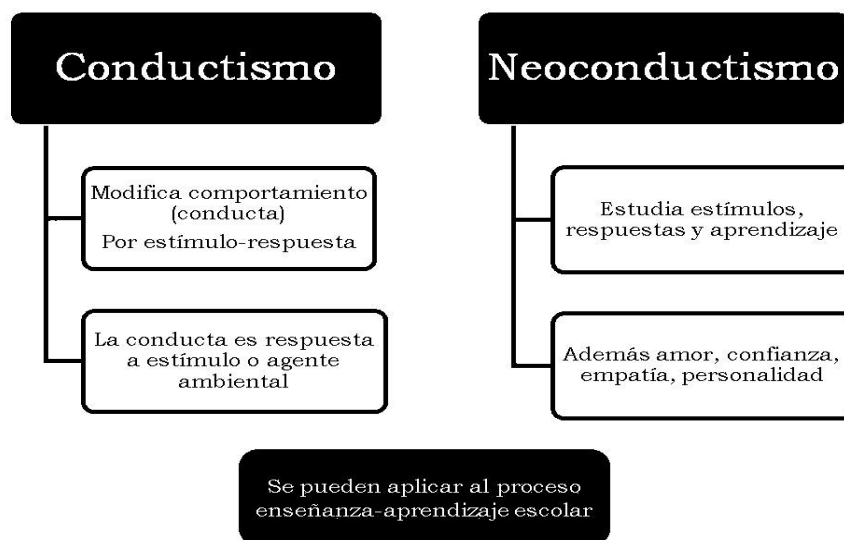 Conductismo
Modifica comportamiento
(conducta)
Por estímulo-respuesta
La conducta es respuesta
a estímulo o agente
ambiental
Neoconductismo
Estudia estímulos,
respuestas y aprendizaje
Además amor, confianza,
empatía, personalidad
Se pueden aplicar al proceso
enseñanza-aprendizaje escolar